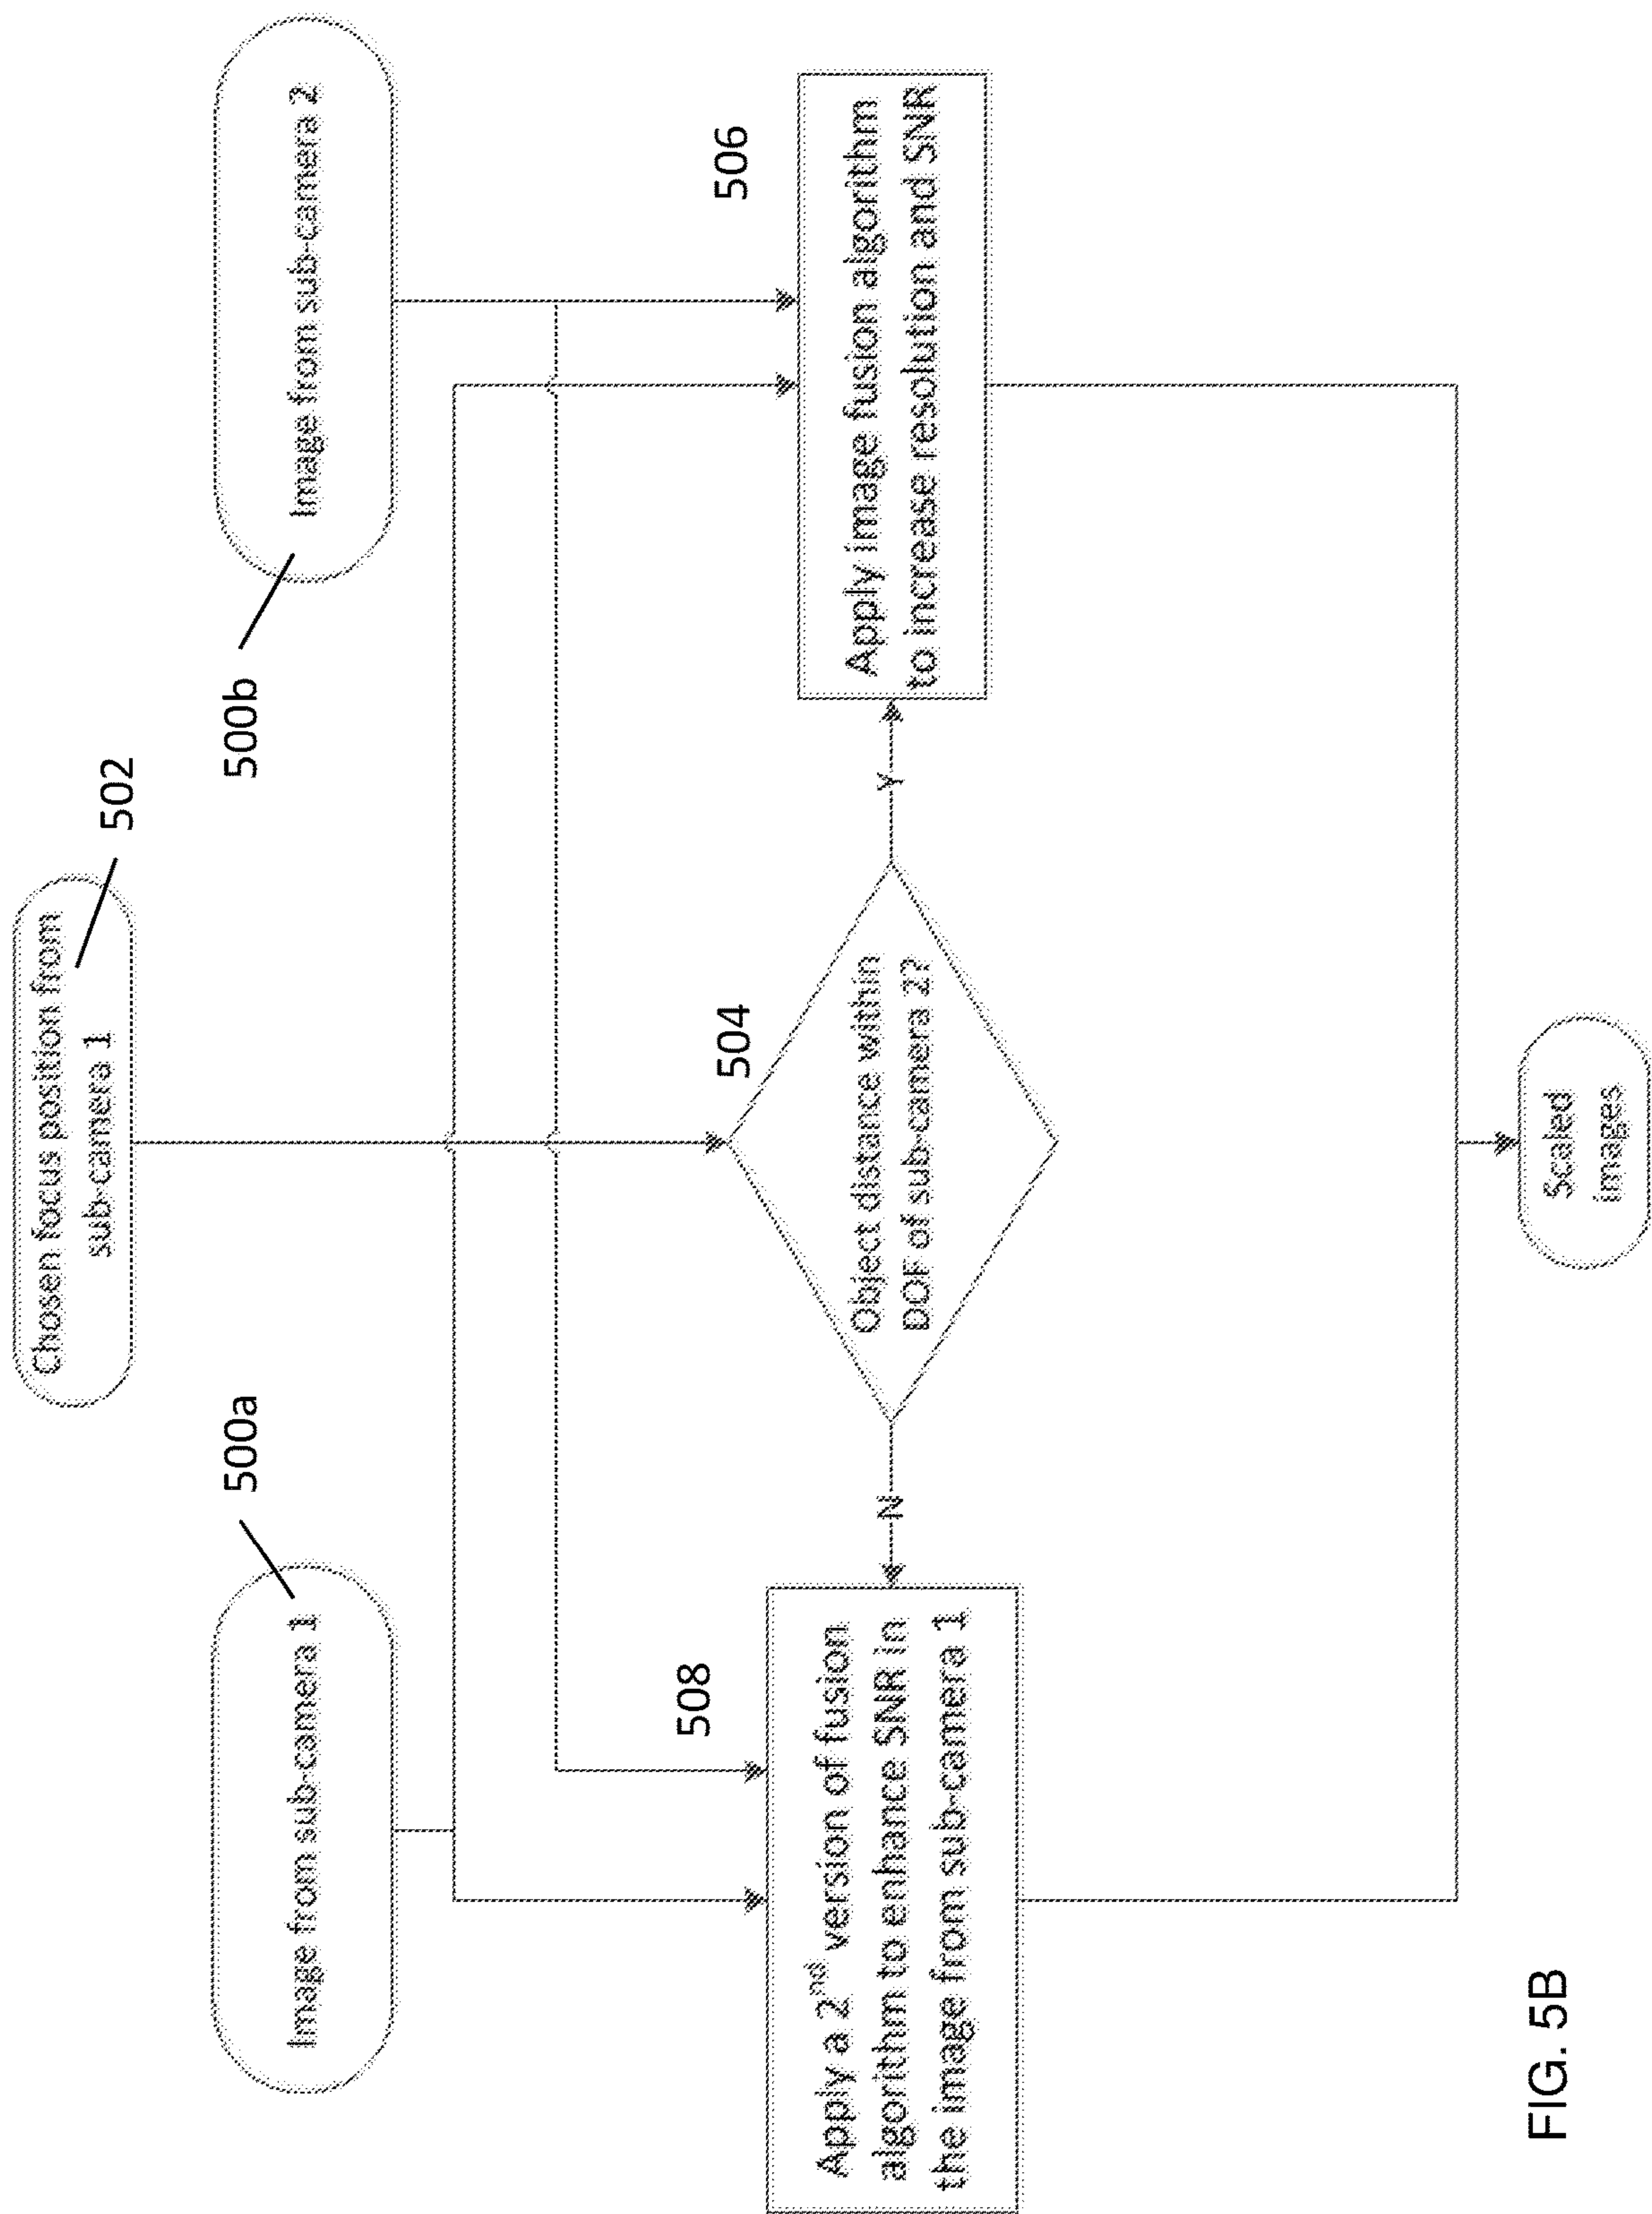 Chosen focus position from
sub-camera 1
502
500a
Image from sub-camera 1
500b
Image from sub-camera 2
504
Object distance within
DOF of sub-camera 2?
N
Y
508
Apply a 2nd version of fusion
algorithm to enhance SNR in
the image from sub-camera 1
506
Apply image fusion algorithm
to increase resolution and SNR
Scaled
images
FIG. 5B